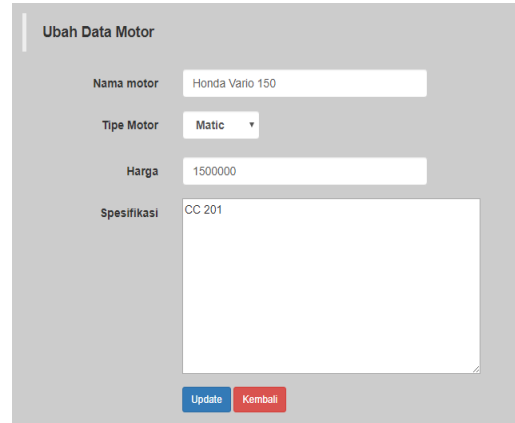 Ubah Data Motor
Nama motor Honda Vario 150
Tipe Motor Matic
Harga 1500000
Spesifikasi CC 201
Update Kembali